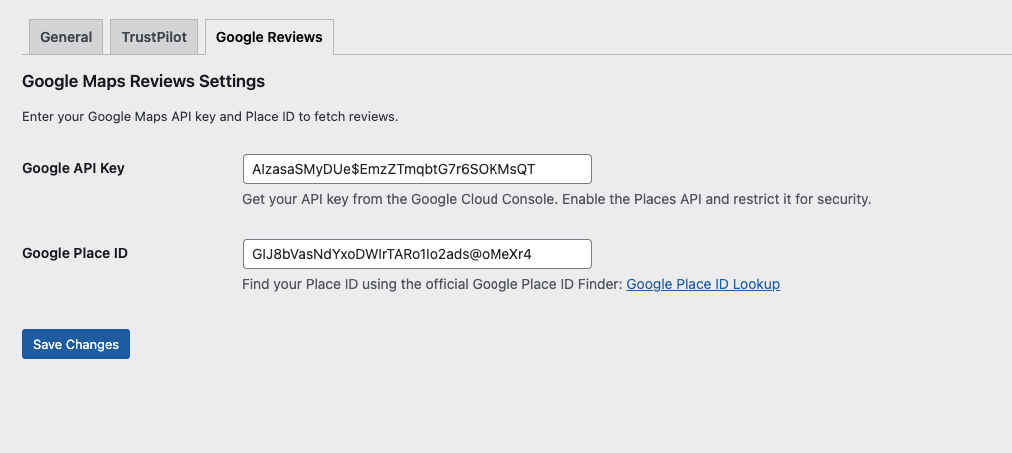 General TrustPilot Google Reviews
Google Maps Reviews Settings
Enter your Google Maps API key and Place ID to fetch reviews.
Google API Key AIzasaSMyDUe$EmzZTmqbtG7r6SOKMsQT
Get your API key from the Google Cloud Console. Enable the Places API and restrict it for security.
Google Place ID GIJ8bVasNdYxoDWIrTARo1Io2ads@oMeXr4
Find your Place ID using the official Google Place ID Finder: Google Place ID Lookup
Save Changes